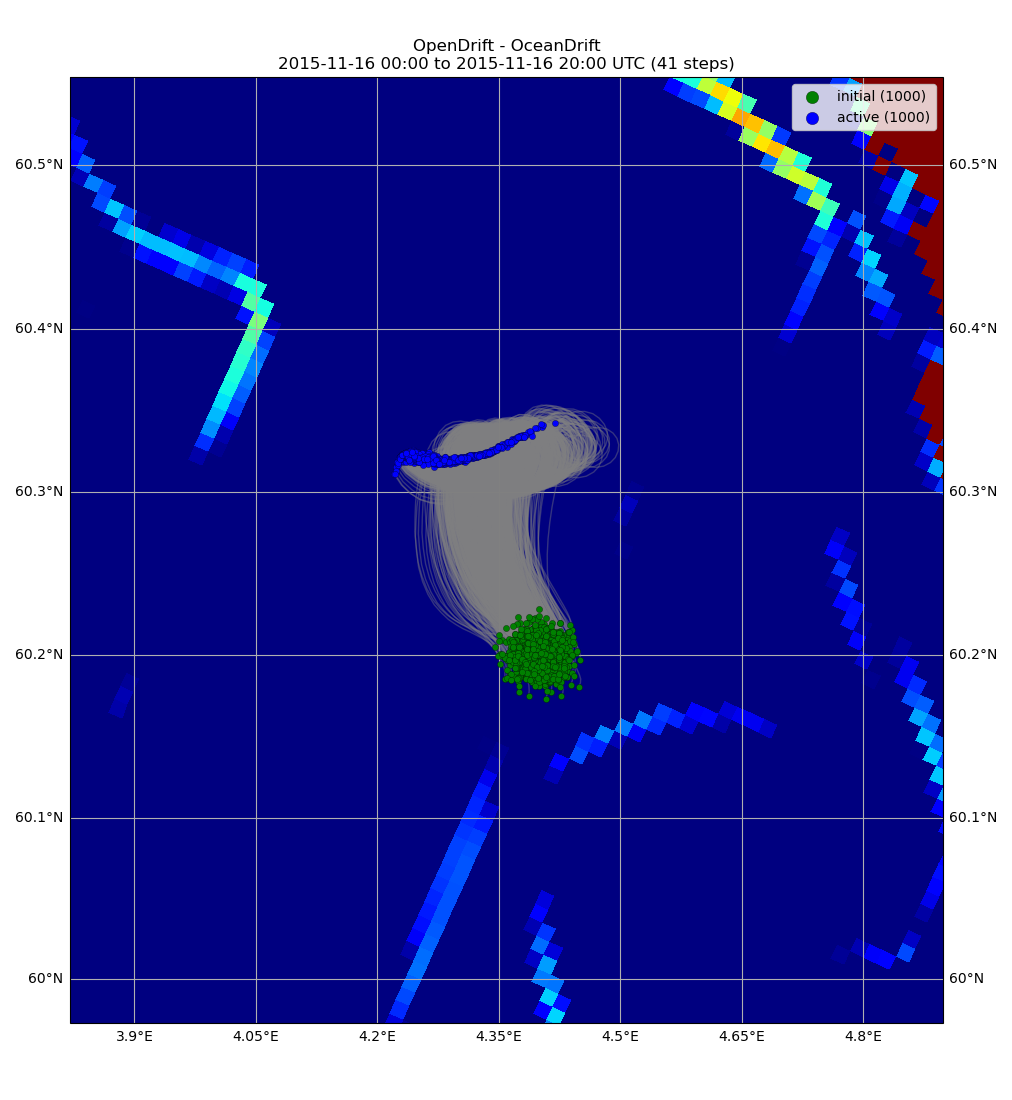 OpenDrift - OceanDrift
2015-11-16 00:00 to 2015-11-16 20:00 UTC (41 steps)
initial (1000)
active (1000)
60.5°N
60.5°N
60.4°N
60.4°N
60.3°N
60.3°N
60.2°N
60.2°N
60.1°N
60.1°N
60°N
60°N
3.9°E
4.05°E
4.2°E
4.35°E
4.5°E
4.65°E
4.8°E